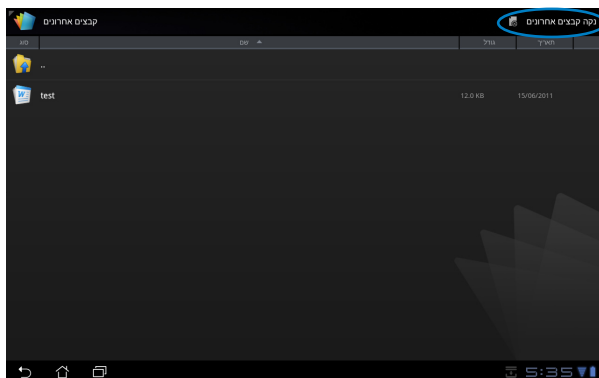 קבצים אחרונים
נקה קבצים אחרונים
סוג
שם
גודל
תאריך
..
test
12.0 KB
15/06/2011
5:35